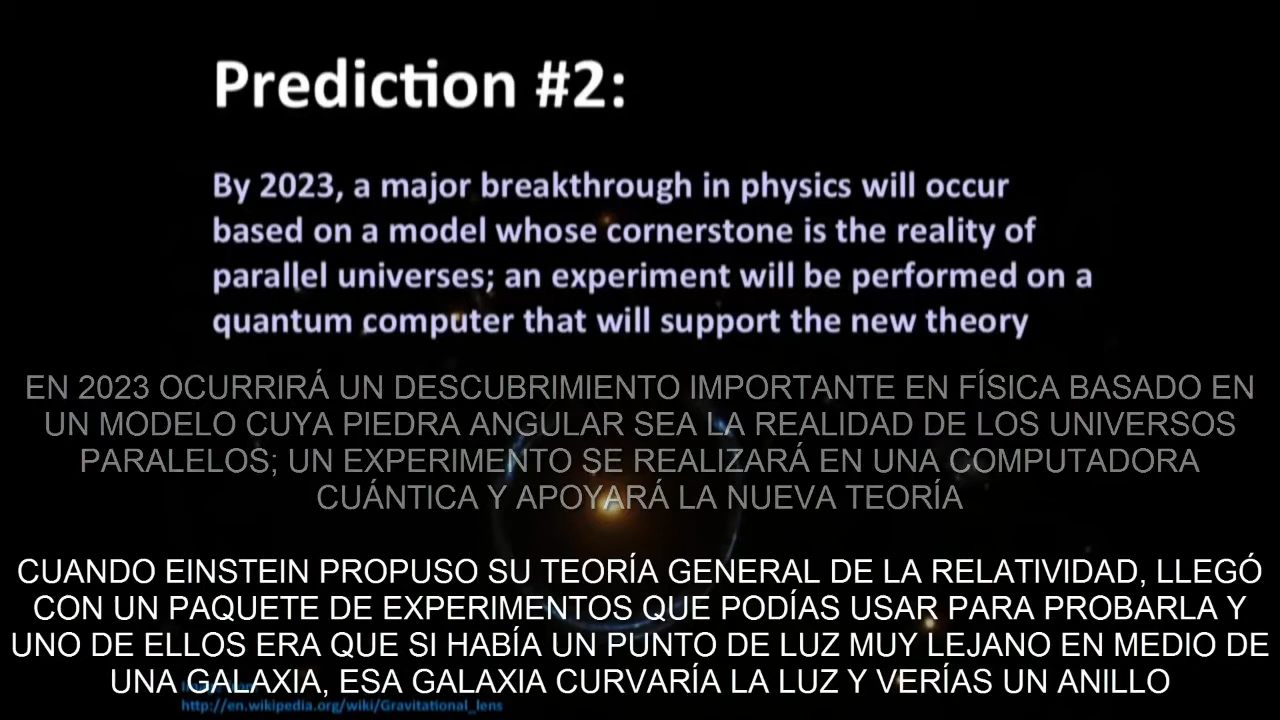 Prediction #2:
By 2023, a major breakthrough in physics will occur
based on a model whose cornerstone is the reality of
parallel universes; an experiment will be performed on a
quantum computer that will support the new theory
EN 2023 OCURRIRÁ UN DESCUBRIMIENTO IMPORTANTE EN FÍSICA BASADO EN
UN MODELO CUYA PIEDRA ANGULAR SEA LA REALIDAD DE LOS UNIVERSOS
PARALELOS; UN EXPERIMENTO SE REALIZARÁ EN UNA COMPUTADORA
CUÁNTICA Y APOYARÁ LA NUEVA TEORÍA
CUANDO EINSTEIN PROPUSO SU TEORÍA GENERAL DE LA RELATIVIDAD, LLEGÓ
CON UN PAQUETE DE EXPERIMENTOS QUE PODÍAS USAR PARA PROBARLA Y
UNO DE ELLOS ERA QUE SI HABÍA UN PUNTO DE LUZ MUY LEJANO EN MEDIO DE
UNA GALAXIA, ESA GALAXIA CURVARÍA LA LUZ Y VERÍAS UN ANILLO
http://en.wikipedia.org/wiki/Gravitational_lens